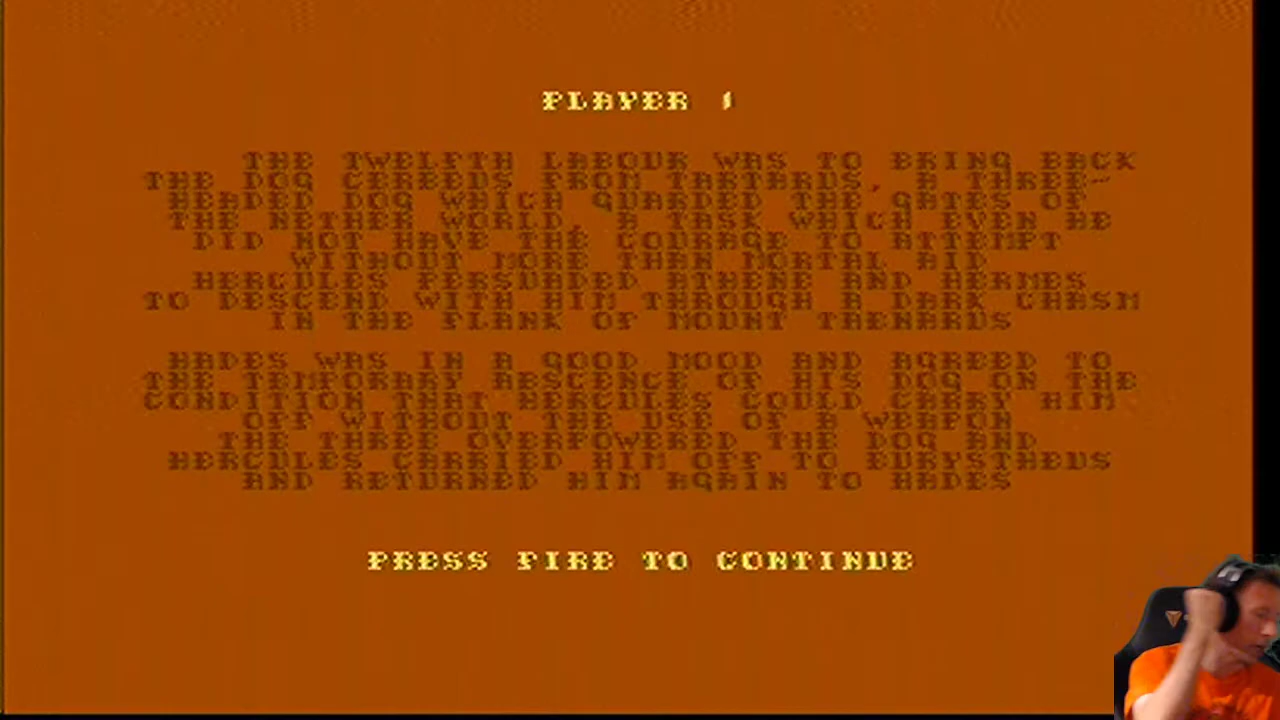 PLAYER 1
THE TWELFTH LABOUR WAS TO BRING BACK
THE DOG CEREBUS FROM TARTARUS, A THREE-
HEADED DOG WHICH GUARDED THE GATES OF
THE NETHER WORLD, A TASK WHICH EVEN HE
DID NOT HAVE THE COURAGE TO ATTEMPT
WITHOUT MORE THAN MORTAL AID
HERCULES PERSUADED ATHENE AND HERMES
TO DESCEND WITH HIM THROUGH A DARK CHASM
IN THE FLANK OF MOUNT TAENARUS
HADES WAS IN A GOOD MOOD AND AGREED TO
THE TEMPORARY ABSCENCE OF HIS DOG ON THE
CONDITION THAT HERCULES COULD CARRY HIM
OFF WITHOUT THE USE OF A WEAPON
THE THREE OVERPOWERED THE DOG AND
HERCULES CARRIED HIM OFF TO EURYSTHEUS
AND RETURNED HIM AGAIN TO HADES
PRESS FIRE TO CONTINUE